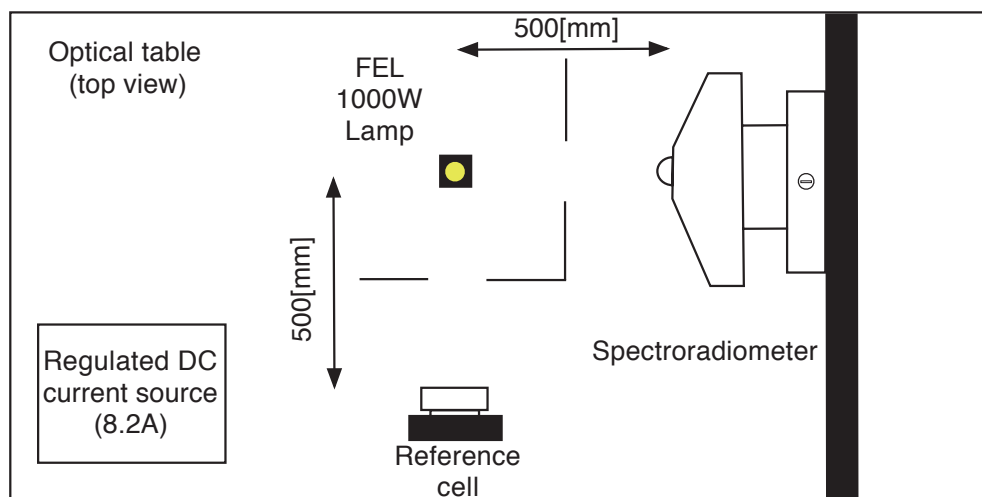 Optical table
(top view)
500[mm]
FEL
1000W
Lamp
500[mm]
Regulated DC
current source
(8.2A)
Spectroradiometer
Reference
cell